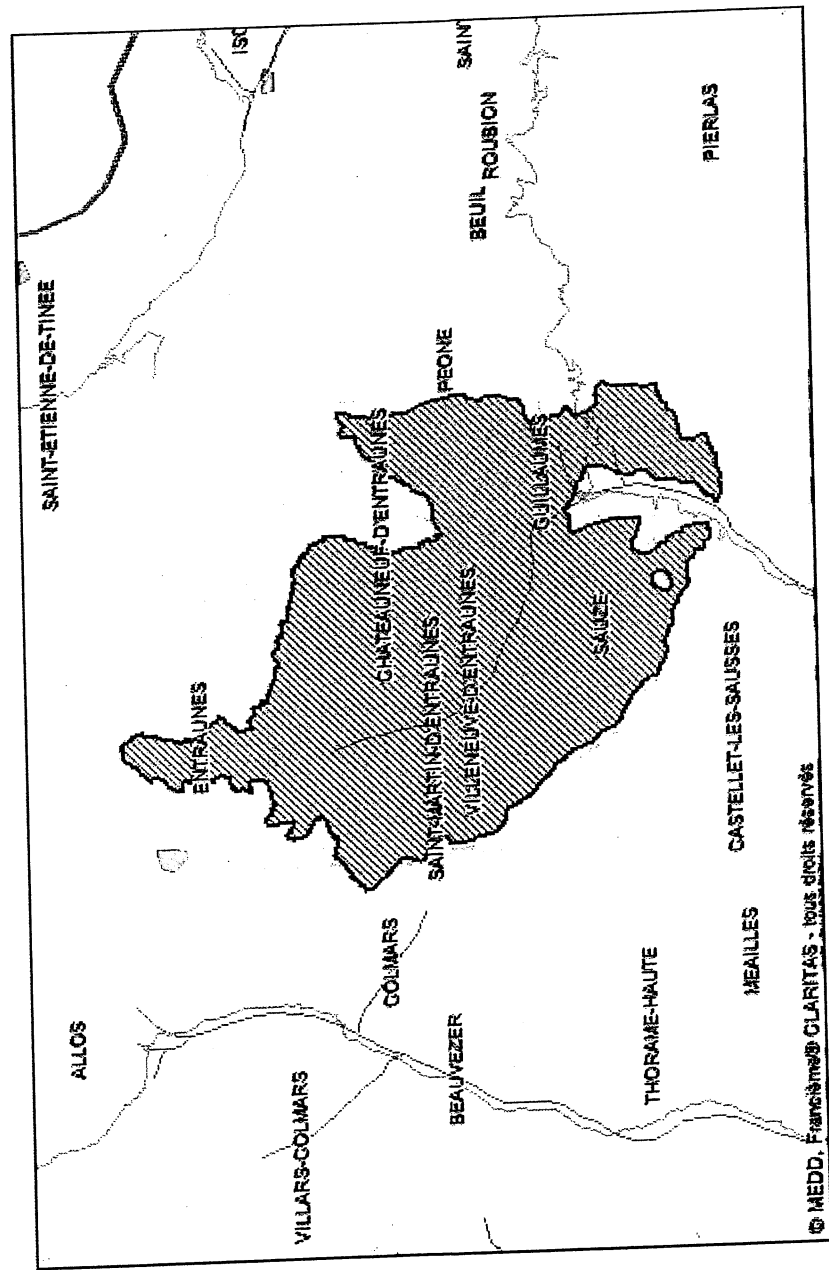 ISO
SAINT-ETIENNE-DE-TINEE
ALLOS
ENTRAUNES
VILLARS-COLMARS
COLMARS
CHATEAUNEUF-D'ENTRAUNES
PEONE
BEUIL
ROUBION
SAINT
SAINT-MARTIN-D'ENTRAUNES
VILLENEUVE-D'ENTRAUNES
BEAUVEZER
GUILLAUMES
SAUZE
THORAME-HAUTE
MEAILLES
CASTELLET-LES-SAUSSES
PIERLAS
© MEDD, Francièmes® CLARITAS - tous droits réservés